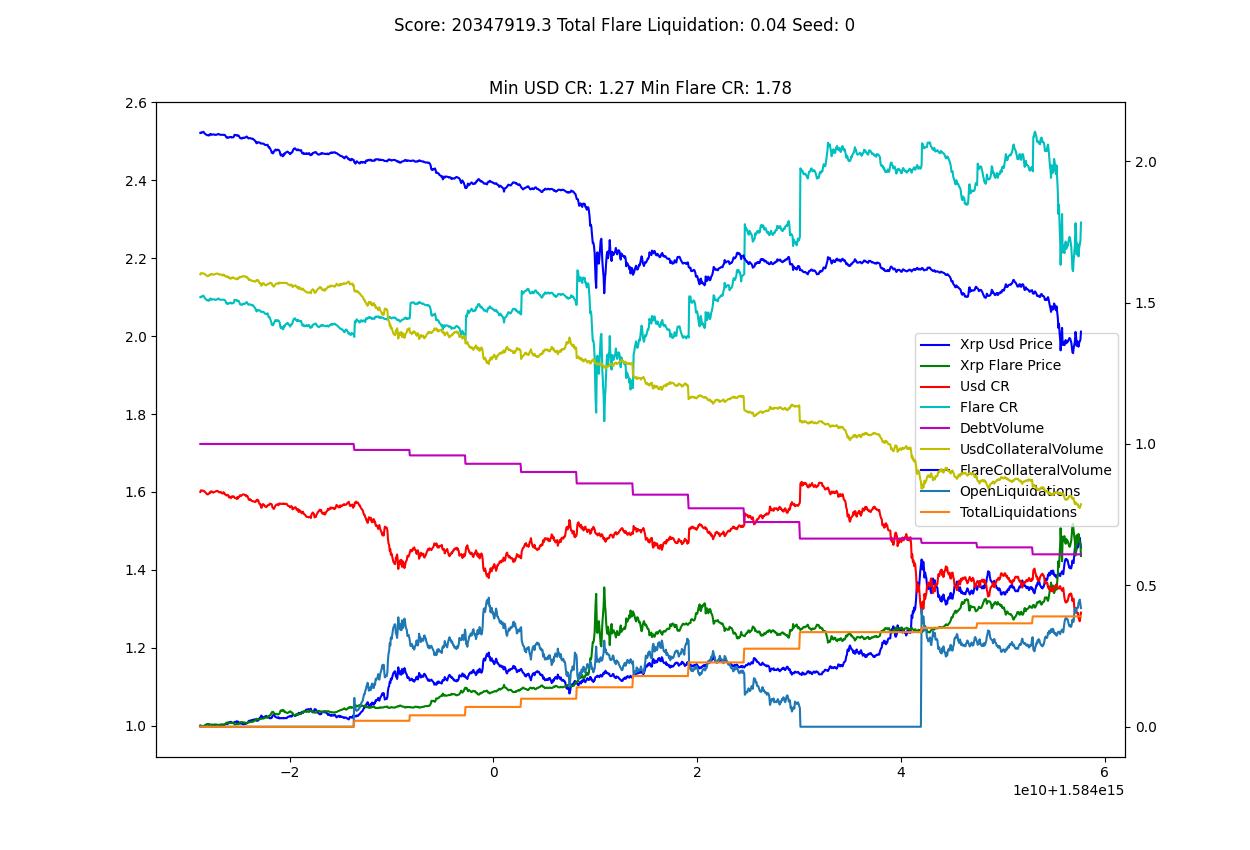 Score: 20347919.3 Total Flare Liquidation: 0.04 Seed: 0
Min USD CR: 1.27 Min Flare CR: 1.78
2.6
2.4
2.2
2.0
1.8
1.6
1.4
1.2
1.0
2.0
1.5
1.0
0.5
0.0
Xrp Usd Price
Xrp Flare Price
Usd CR
Flare CR
DebtVolume
UsdCollateralVolume
FlareCollateralVolume
OpenLiquidations
TotalLiquidations
−2
0
2
4
6
1e10+1.584e15